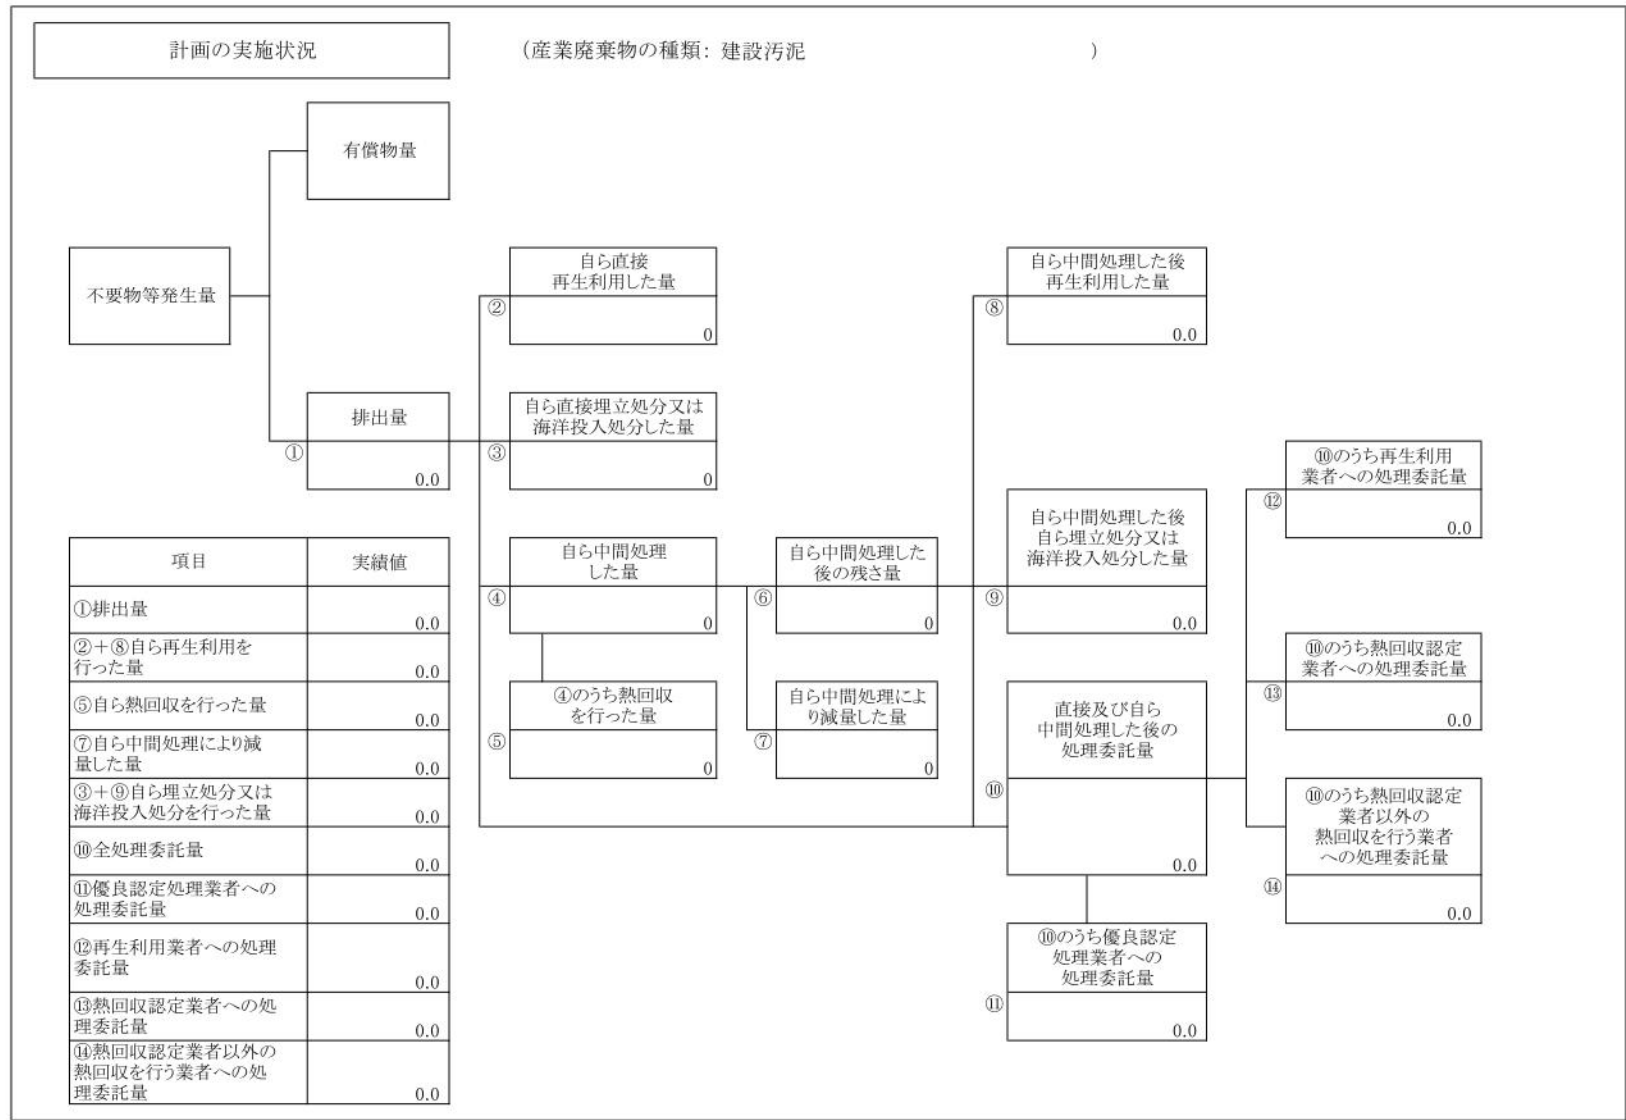 計画の実施状況
(産業廃棄物の種類: 建設汚泥 )
有償物量
不要物等発生量
自ら直接
再生利用した量
②
0
自ら中間処理した後
再生利用した量
⑧
0.0
排出量
①
0.0
自ら直接埋立処分又は
海洋投入処分した量
③
0
⑩のうち再生利用
業者への処理委託量
⑫
0.0
自ら中間処理した後
自ら埋立処分又は
海洋投入処分した量
⑨
0.0
自ら中間処理
した量
④
0
自ら中間処理した
後の残さ量
⑥
0
⑩のうち熱回収認定
業者への処理委託量
⑬
0.0
④のうち熱回収
を行った量
⑤
0
自ら中間処理によ
り減量した量
⑦
0
直接及び自ら
中間処理した後の
処理委託量
⑩
0.0
⑩のうち熱回収認定
業者以外の
熱回収を行う業者
への処理委託量
⑭
0.0
⑩のうち優良認定
処理業者への
処理委託量
⑪
0.0
項目 実績値
①排出量
0.0
②+⑧自ら再生利用を
行った量
0.0
⑤自ら熱回収を行った量
0.0
⑦自ら中間処理により減
量した量
0.0
③+⑨自ら埋立処分又は
海洋投入処分を行った量
0.0
⑩全処理委託量
0.0
⑪優良認定処理業者への
処理委託量
0.0
⑫再生利用業者への処理
委託量
0.0
⑬熱回収認定業者への処
理委託量
0.0
⑭熱回収認定業者以外の
熱回収を行う業者への処
理委託量
0.0